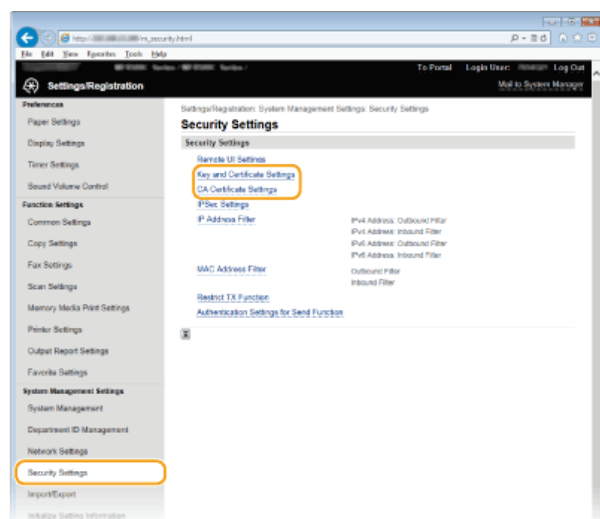 http://
m_security.html
File Edit View Favorites Tools Help
To Portal Login User: Log Out
Settings/Registration
Mail to System Manager
Preferences
Paper Settings
Display Settings
Timer Settings
Sound Volume Control
Function Settings
Common Settings
Copy Settings
Fax Settings
Scan Settings
Memory Media Print Settings
Printer Settings
Output Report Settings
Favorite Settings
System Management Settings
System Management
Department ID Management
Network Settings
Security Settings
Import/Export
Initialize Setting Information
Settings/Registration: System Management Settings: Security Settings
Security Settings
Security Settings
Remote UI Settings
Key and Certificate Settings
CA Certificate Settings
IPSec Settings
IP Address Filter
IPv4 Address: Outbound Filter
IPv4 Address: Inbound Filter
IPv6 Address: Outbound Filter
IPv6 Address: Inbound Filter
MAC Address Filter
Outbound Filter
Inbound Filter
Restrict TX Function
Authentication Settings for Send Function